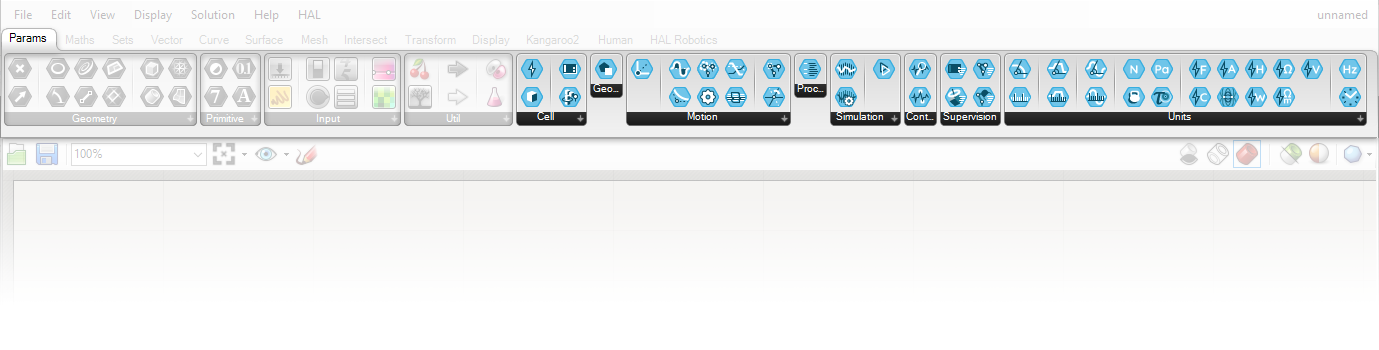 File Edit View Display Solution Help HAL unnamed
Params Maths Sets Vector Curve Surface Mesh Intersect Transform Display Kangaroo2 Human HAL Robotics
0.1 N Pa F A H Ω V Hz
7 A C W Ω m
Geometry Primitive Input Util Cell Geo... Motion Proc... Simulation Cont... Supervision Units
100%